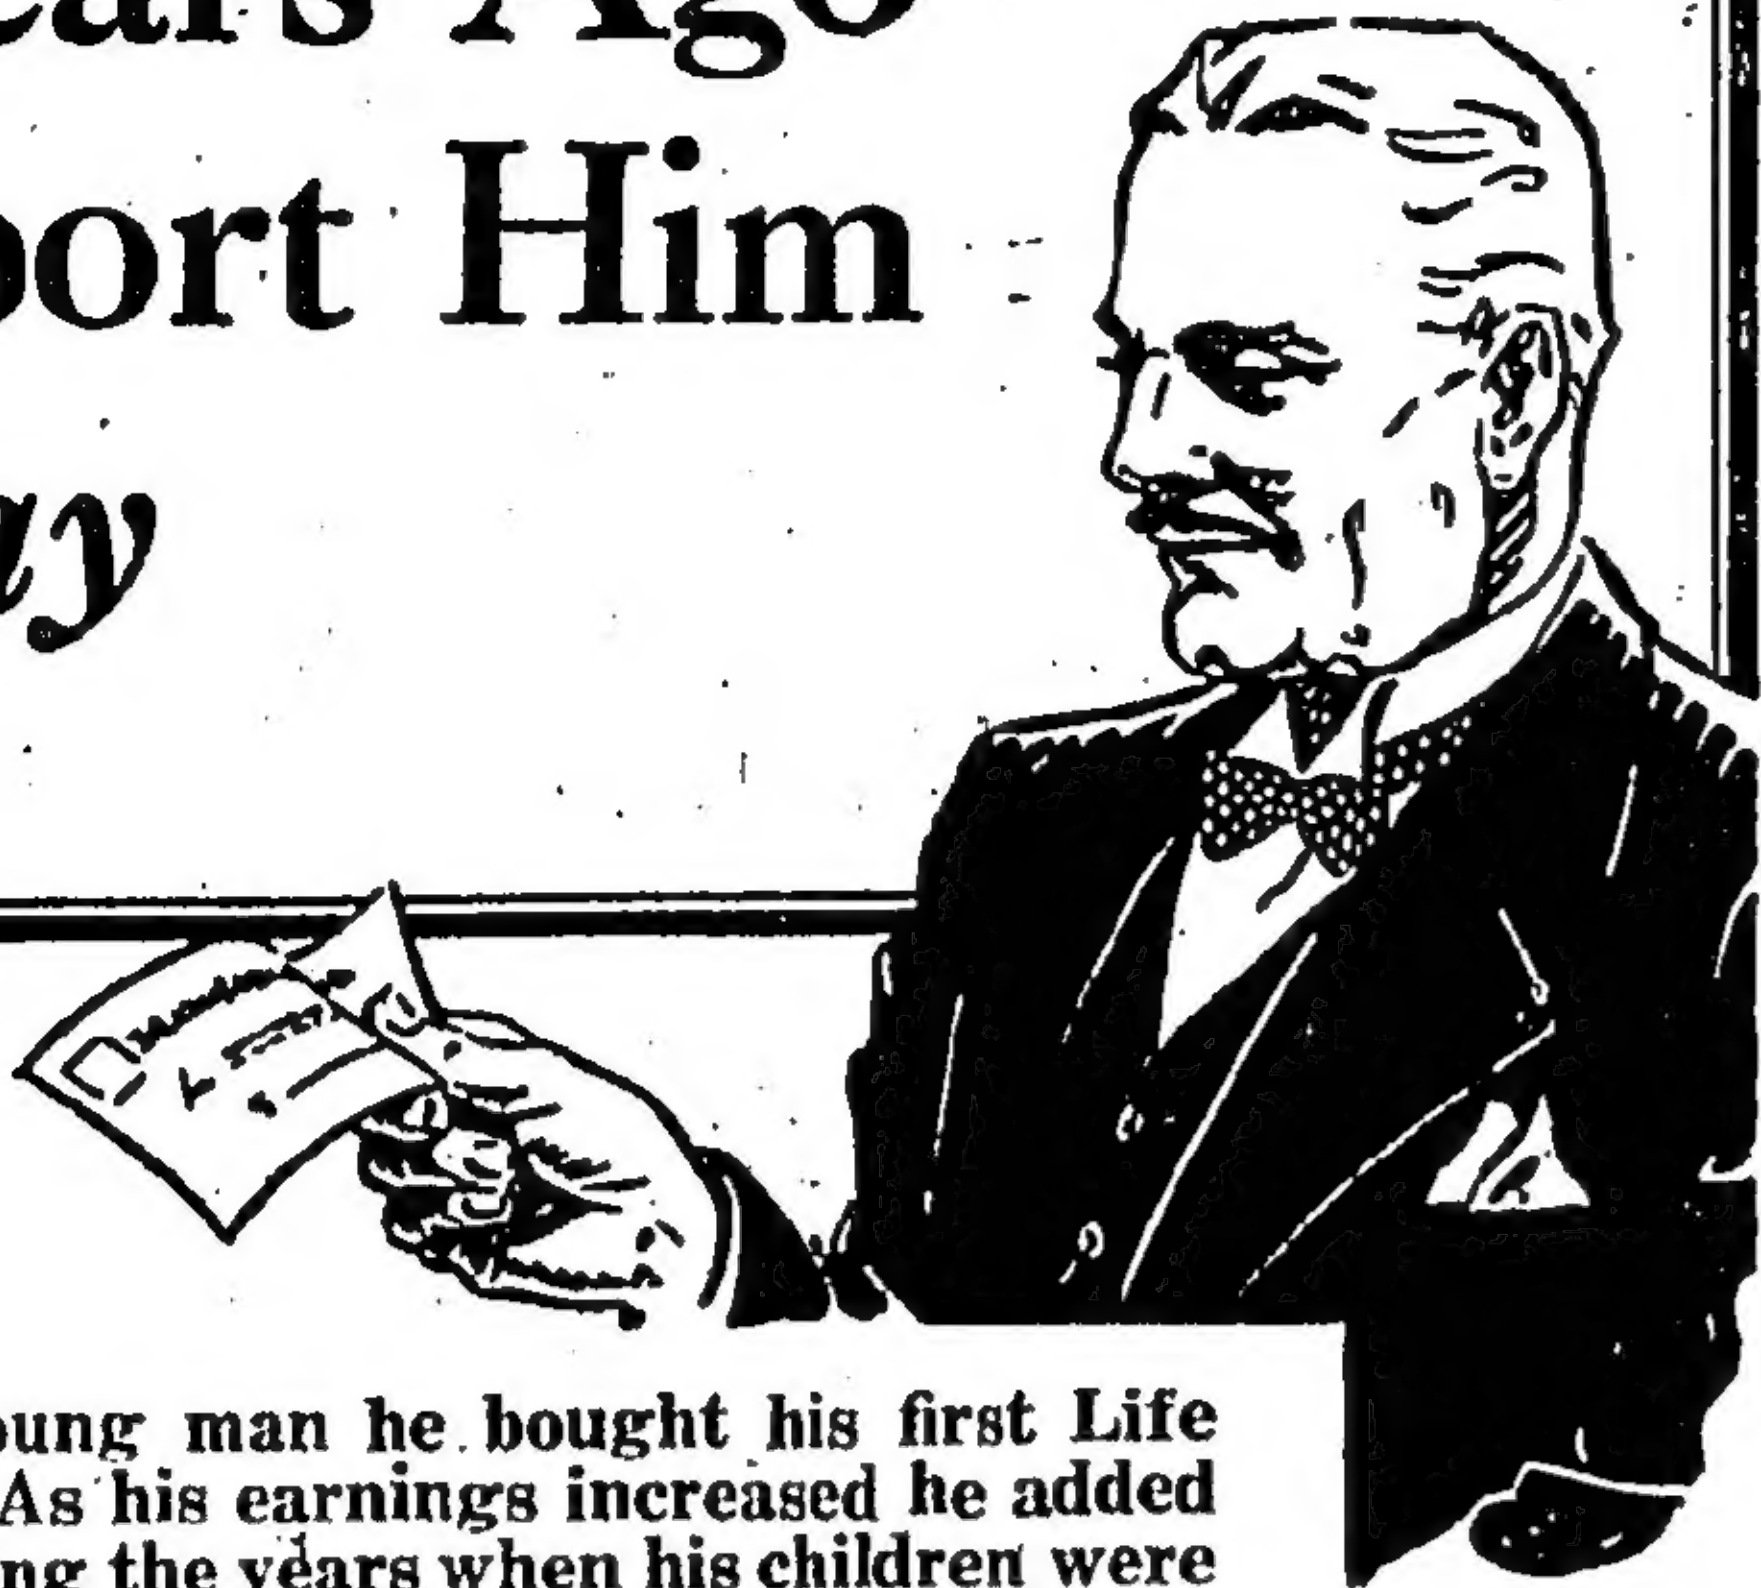 ears Ago
port Him
ay
oung man he bought his first Life
As his earnings increased he added
ng the years when his children were